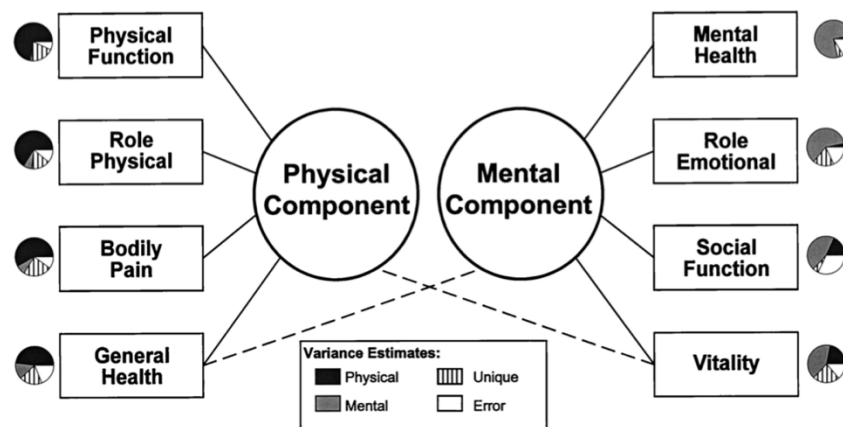 Physical
Function
Role
Physical
Bodily
Pain
General
Health
Physical
Component
Mental
Component
Mental
Health
Role
Emotional
Social
Function
Vitality
Variance Estimates:
Physical
Unique
Mental
Error